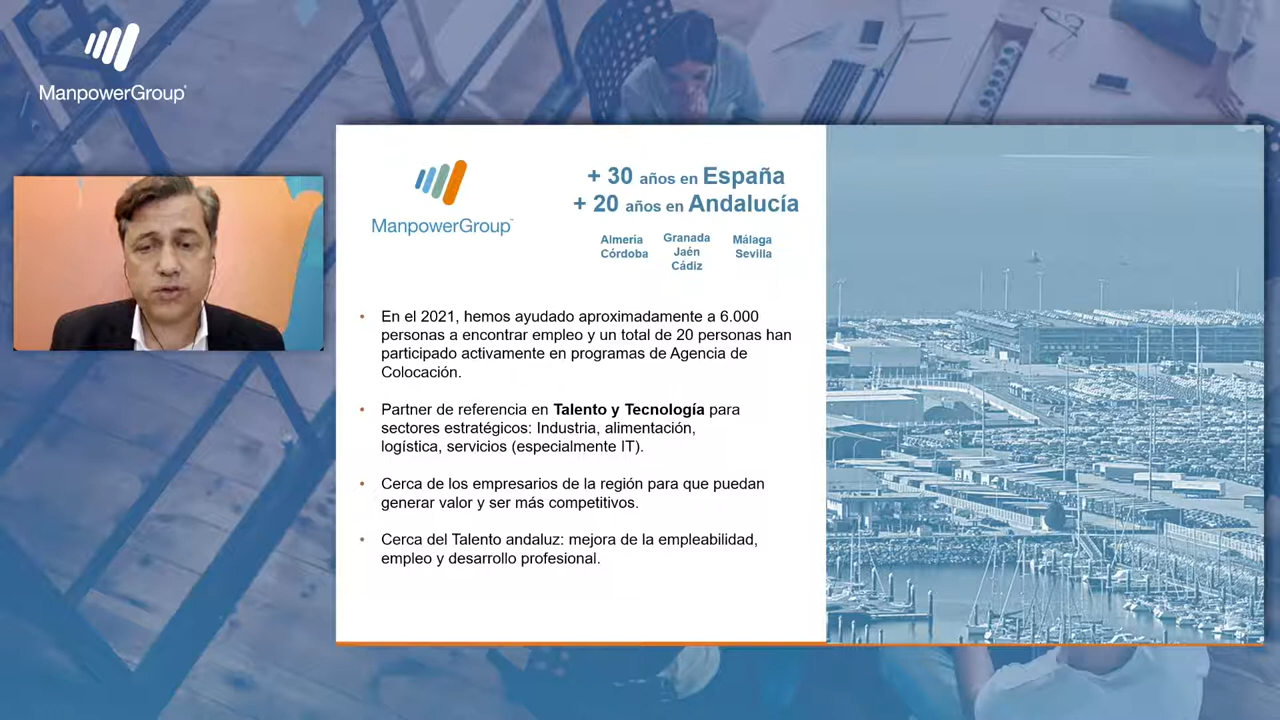 ManpowerGroup
ManpowerGroup™
+ 30 años en España
+ 20 años en Andalucía
Almería
Córdoba
Granada
Jaén
Cádiz
Málaga
Sevilla
• En el 2021, hemos ayudado aproximadamente a 6.000
personas a encontrar empleo y un total de 20 personas han
participado activamente en programas de Agencia de
Colocación.
• Partner de referencia en Talento y Tecnología para
sectores estratégicos: Industria, alimentación,
logística, servicios (especialmente IT).
• Cerca de los empresarios de la región para que puedan
generar valor y ser más competitivos.
• Cerca del Talento andaluz: mejora de la empleabilidad,
empleo y desarrollo profesional.